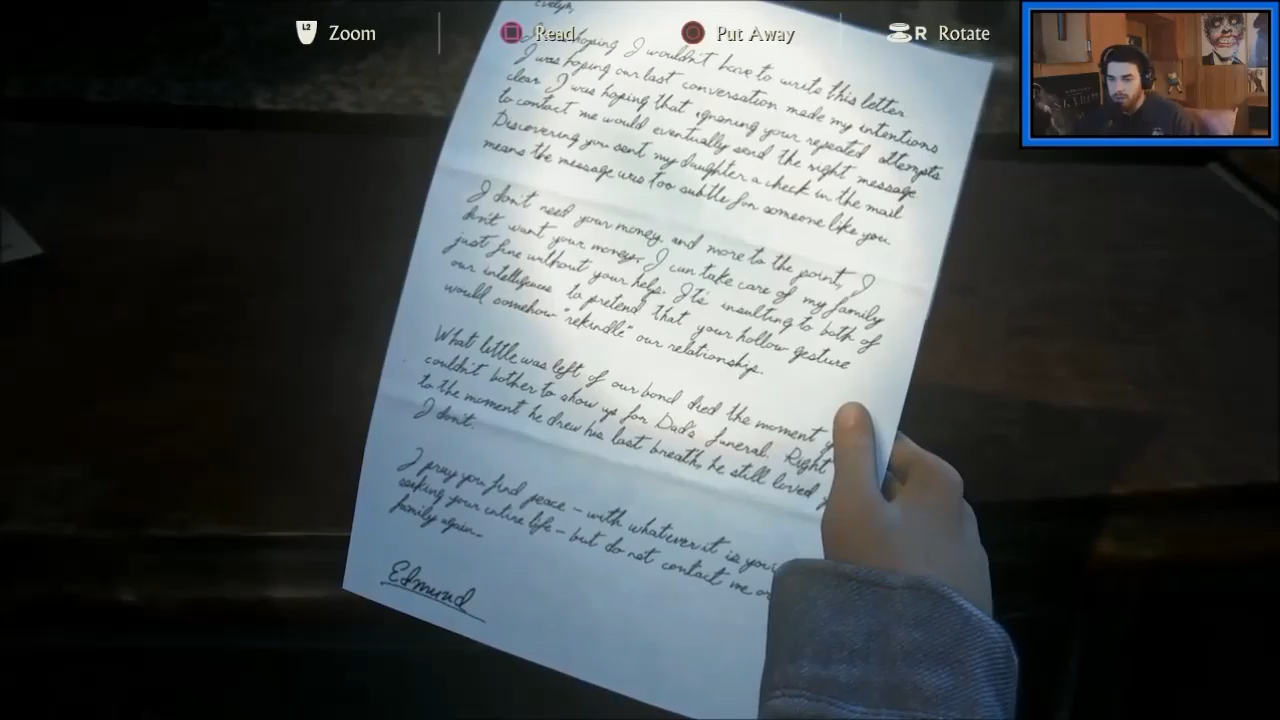 L2 Zoom
Read
Put Away
R Rotate
Evelyn,
hoping I wouldn't have to write this letter.
I was hoping our last conversation made my intentions
clear. I was hoping that ignoring your repeated attempts
to contact me would eventually send the right message.
Discovering you sent my daughter a check in the mail
means the message was too subtle for someone like you.
I don't need your money, and more to the point, I
don't want your money. I can take care of my family
just fine without your help. It's insulting to both of
our intelligences to pretend that your hollow gesture
would somehow "rekindle" our relationship.
What little was left of our bond died the moment
couldn't bother to show up for Dad's funeral. Right
to the moment he drew his last breath, he still loved
I don't.
I pray you find peace - with whatever it is
seeking your entire life - but do not contact me or
family again.
Edmund